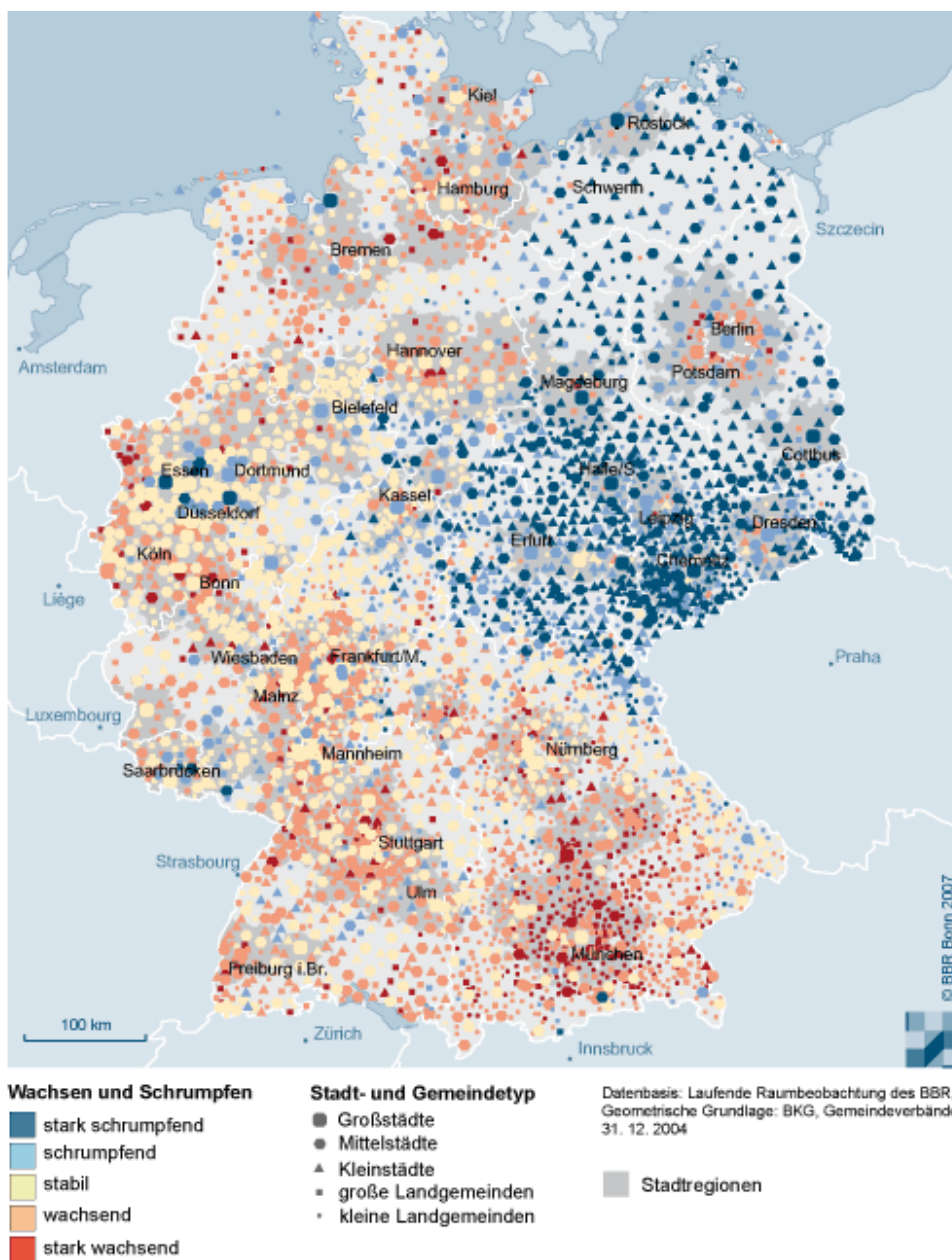 Kiel
Rostock
Hamburg
Schwerin
Szczecin
Bremen
Amsterdam
Hannover
Berlin
Potsdam
Magdeburg
Bielefeld
Cottbus
Essen
Dortmund
Halle/S.
Kassel
Düsseldorf
Leipzig
Dresden
Erfurt
Köln
Chemnitz
Bonn
Liège
Wiesbaden
Frankfurt/M.
Praha
Mainz
Luxembourg
Mannheim
Nürnberg
Saarbrücken
Stuttgart
Strasbourg
Ulm
München
Freiburg i.Br.
© BBR Bonn 2007
100 km
Zürich
Innsbruck
Wachsen und Schrumpfen
stark schrumpfend
schrumpfend
stabil
wachsend
stark wachsend
Stadt- und Gemeindetyp
Großstädte
Mittelstädte
Kleinstädte
große Landgemeinden
kleine Landgemeinden
Datenbasis: Laufende Raumbeobachtung des BBR,
Geometrische Grundlage: BKG, Gemeindeverbände
31. 12. 2004
Stadtregionen